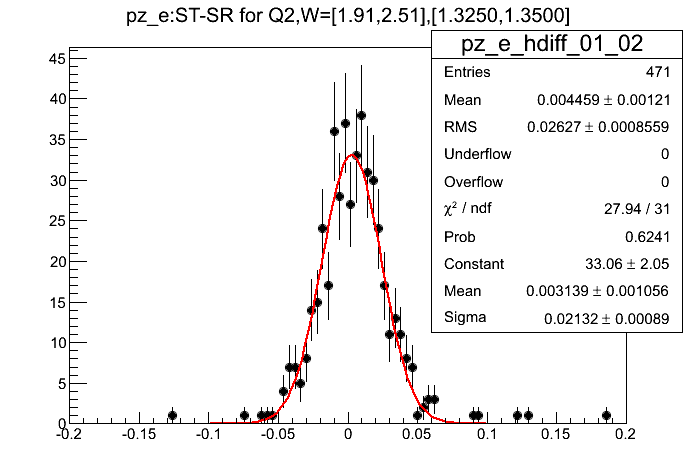 pz_e:ST-SR for Q2,W=[1.91,2.51],[1.3250,1.3500]
pz_e_hdiff_01_02
Entries 471
Mean 0.004459 ± 0.00121
RMS 0.02627 ± 0.0008559
Underflow 0
Overflow 0
χ² / ndf 27.94 / 31
Prob 0.6241
Constant 33.06 ± 2.05
Mean 0.003139 ± 0.001056
Sigma 0.02132 ± 0.00089
45
40
35
30
25
20
15
10
5
0
-0.2 -0.15 -0.1 -0.05 0 0.05 0.1 0.15 0.2